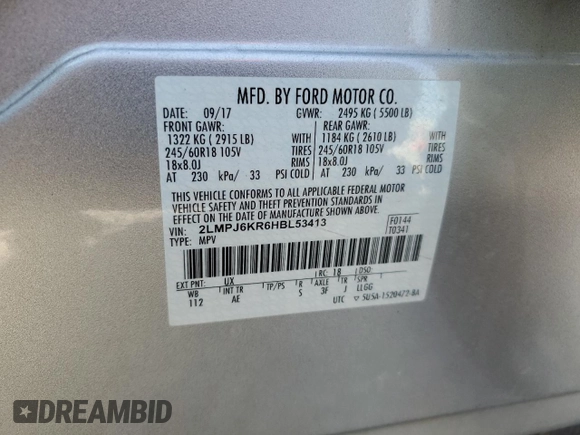 MFD. BY FORD MOTOR CO.
DATE: 09/17 GVWR: 2495 KG ( 5500 LB)
FRONT GAWR: REAR GAWR:
1322 KG ( 2915 LB) WITH 1184 KG ( 2610 LB) WITH
245/60R18 105V TIRES 245/60R18 105V TIRES
18x8.0J RIMS 18x8.0J RIMS
AT 230 kPa/ 33 PSI COLD AT 230 kPa/ 33 PSI COLD
THIS VEHICLE CONFORMS TO ALL APPLICABLE FEDERAL MOTOR
VEHICLE SAFETY AND THEFT PREVENTION STANDARDS IN
EFFECT ON THE DATE OF MANUFACTURE SHOWN ABOVE.
VIN: 2LMPJ6KR6HBL53413 F0144
TYPE: MPV T0341
EXT PNT: UX RC: 18 DSO:
WB INT TR TP/PS R AXLE TR SPR
112 AE S 3F J LLGG
UTC ▽ 5USA-1520472-BA
DREAMBID